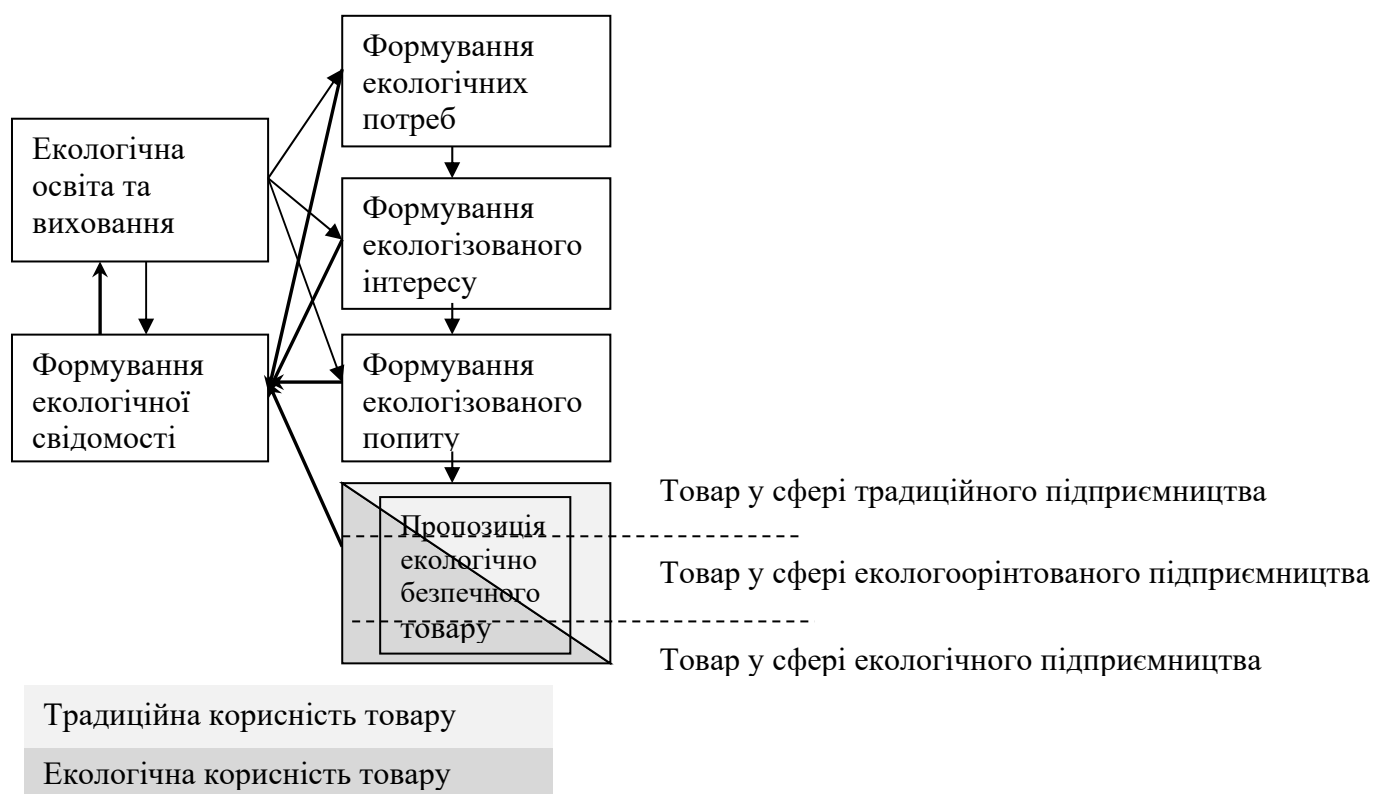 Формування
екологічних
потреб
Екологічна
освіта та
виховання
Формування
екологізованого
інтересу
Формування
екологічної
свідомості
Формування
екологізованого
попиту
Пропозиція
екологічно
безпечного
товару
Товар у сфері традиційного підприємництва
Товар у сфері екологоорінтованого підприємництва
Товар у сфері екологічного підприємництва
Традиційна корисність товару
Екологічна корисність товару